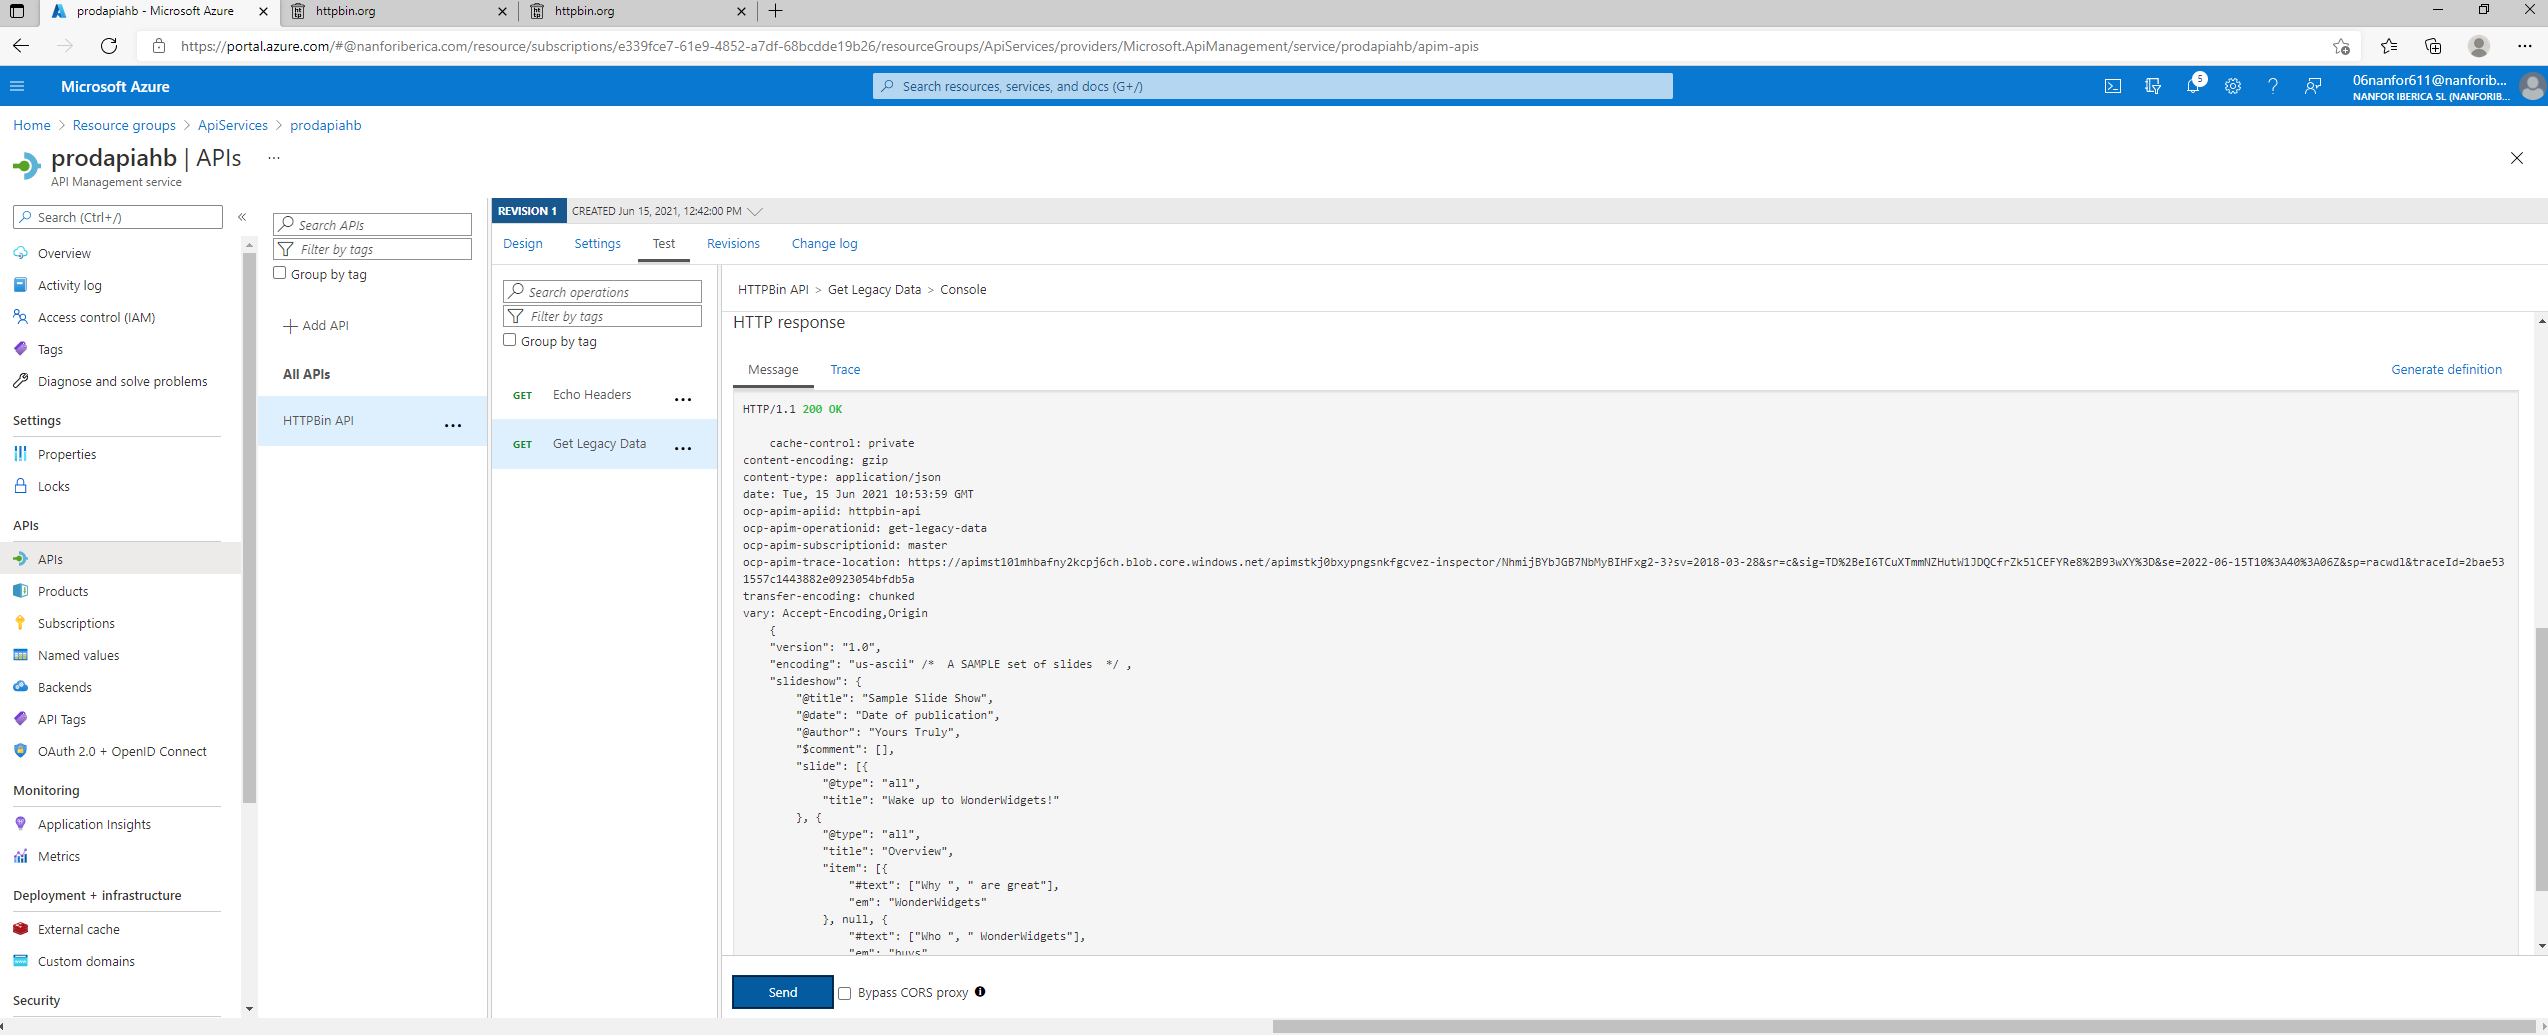 prodapiahb - Microsoft Azure
httpbin.org
httpbin.org
https://portal.azure.com/#@nanforiberica.com/resource/subscriptions/e339fce7-61e9-4852-a7df-68bcdde19b26/resourceGroups/ApiServices/providers/Microsoft.ApiManagement/service/prodapiahb/apim-apis
Microsoft Azure
Search resources, services, and docs (G+/)
5
06nanfor611@nanforib...
NANFOR IBERICA SL (NANFORIB...
Home > Resource groups > ApiServices > prodapiahb
prodapiahb | APIs ...
API Management service
Search (Ctrl+/)
Overview
Activity log
Access control (IAM)
Tags
Diagnose and solve problems
Settings
Properties
Locks
APIs
APIs
Products
Subscriptions
Named values
Backends
API Tags
OAuth 2.0 + OpenID Connect
Monitoring
Application Insights
Metrics
Deployment + infrastructure
External cache
Custom domains
Security
Search APIs
Filter by tags
Group by tag
+ Add API
All APIs
HTTPBin API ...
REVISION 1 CREATED Jun 15, 2021, 12:42:00 PM
Design Settings Test Revisions Change log
Search operations
Filter by tags
Group by tag
GET Echo Headers ...
GET Get Legacy Data ...
HTTPBin API > Get Legacy Data > Console
HTTP response
Message Trace
Generate definition
HTTP/1.1 200 OK
cache-control: private
content-encoding: gzip
content-type: application/json
date: Tue, 15 Jun 2021 10:53:59 GMT
ocp-apim-apiid: httpbin-api
ocp-apim-operationid: get-legacy-data
ocp-apim-subscriptionid: master
ocp-apim-trace-location: https://apimst101mhbafny2kcpj6ch.blob.core.windows.net/apimstkj0bxypngsnkfgcvez-inspector/NhmijBYbJGB7NbMyBIHFxg2-3?sv=2018-03-28&sr=c&sig=TD%2BeI6TCuXTmmNZHutW1JDQCfrZk5lCEFYRe8%2B93wXY%3D&se=2022-06-15T10%3A40%3A06Z&sp=racwdl&traceId=2bae53
1557c1443882e0923054bfdb5a
transfer-encoding: chunked
vary: Accept-Encoding,Origin
{
"version": "1.0",
"encoding": "us-ascii" /*  A SAMPLE set of slides  */ ,
"slideshow": {
"@title": "Sample Slide Show",
"@date": "Date of publication",
"@author": "Yours Truly",
"$comment": [],
"slide": [{
"@type": "all",
"title": "Wake up to WonderWidgets!"
}, {
"@type": "all",
"title": "Overview",
"item": [{
"#text": ["Why ", " are great"],
"em": "WonderWidgets"
}, null, {
"#text": ["Who ", " WonderWidgets"],
"em": "buys"
Send
Bypass CORS proxy